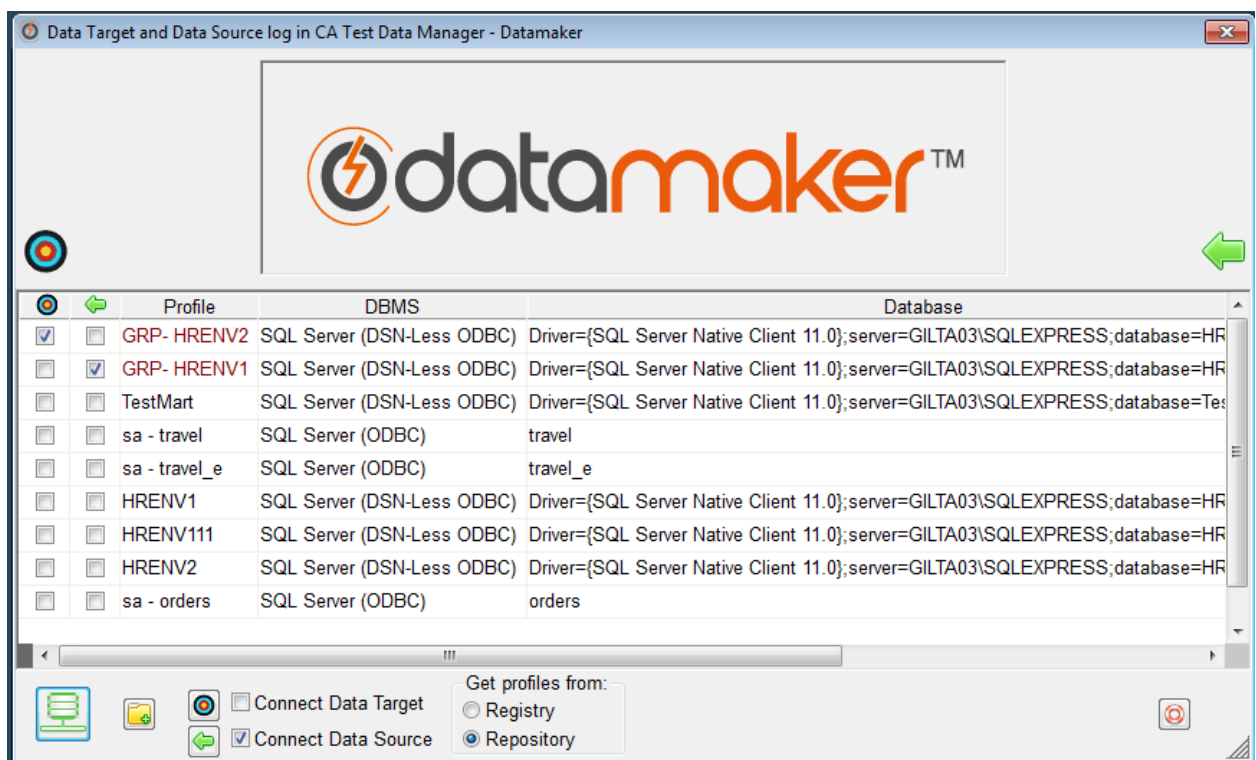 Data Target and Data Source log in CA Test Data Manager - Datamaker
datamaker™
Profile DBMS Database
GRP- HRENV2 SQL Server (DSN-Less ODBC) Driver={SQL Server Native Client 11.0};server=GILTA03\SQLEXPRESS;database=HR
GRP- HRENV1 SQL Server (DSN-Less ODBC) Driver={SQL Server Native Client 11.0};server=GILTA03\SQLEXPRESS;database=HR
TestMart SQL Server (DSN-Less ODBC) Driver={SQL Server Native Client 11.0};server=GILTA03\SQLEXPRESS;database=Tes
sa - travel SQL Server (ODBC) travel
sa - travel_e SQL Server (ODBC) travel_e
HRENV1 SQL Server (DSN-Less ODBC) Driver={SQL Server Native Client 11.0};server=GILTA03\SQLEXPRESS;database=HR
HRENV111 SQL Server (DSN-Less ODBC) Driver={SQL Server Native Client 11.0};server=GILTA03\SQLEXPRESS;database=HR
HRENV2 SQL Server (DSN-Less ODBC) Driver={SQL Server Native Client 11.0};server=GILTA03\SQLEXPRESS;database=HR
sa - orders SQL Server (ODBC) orders
Get profiles from:
Connect Data Target
Registry
Connect Data Source
Repository